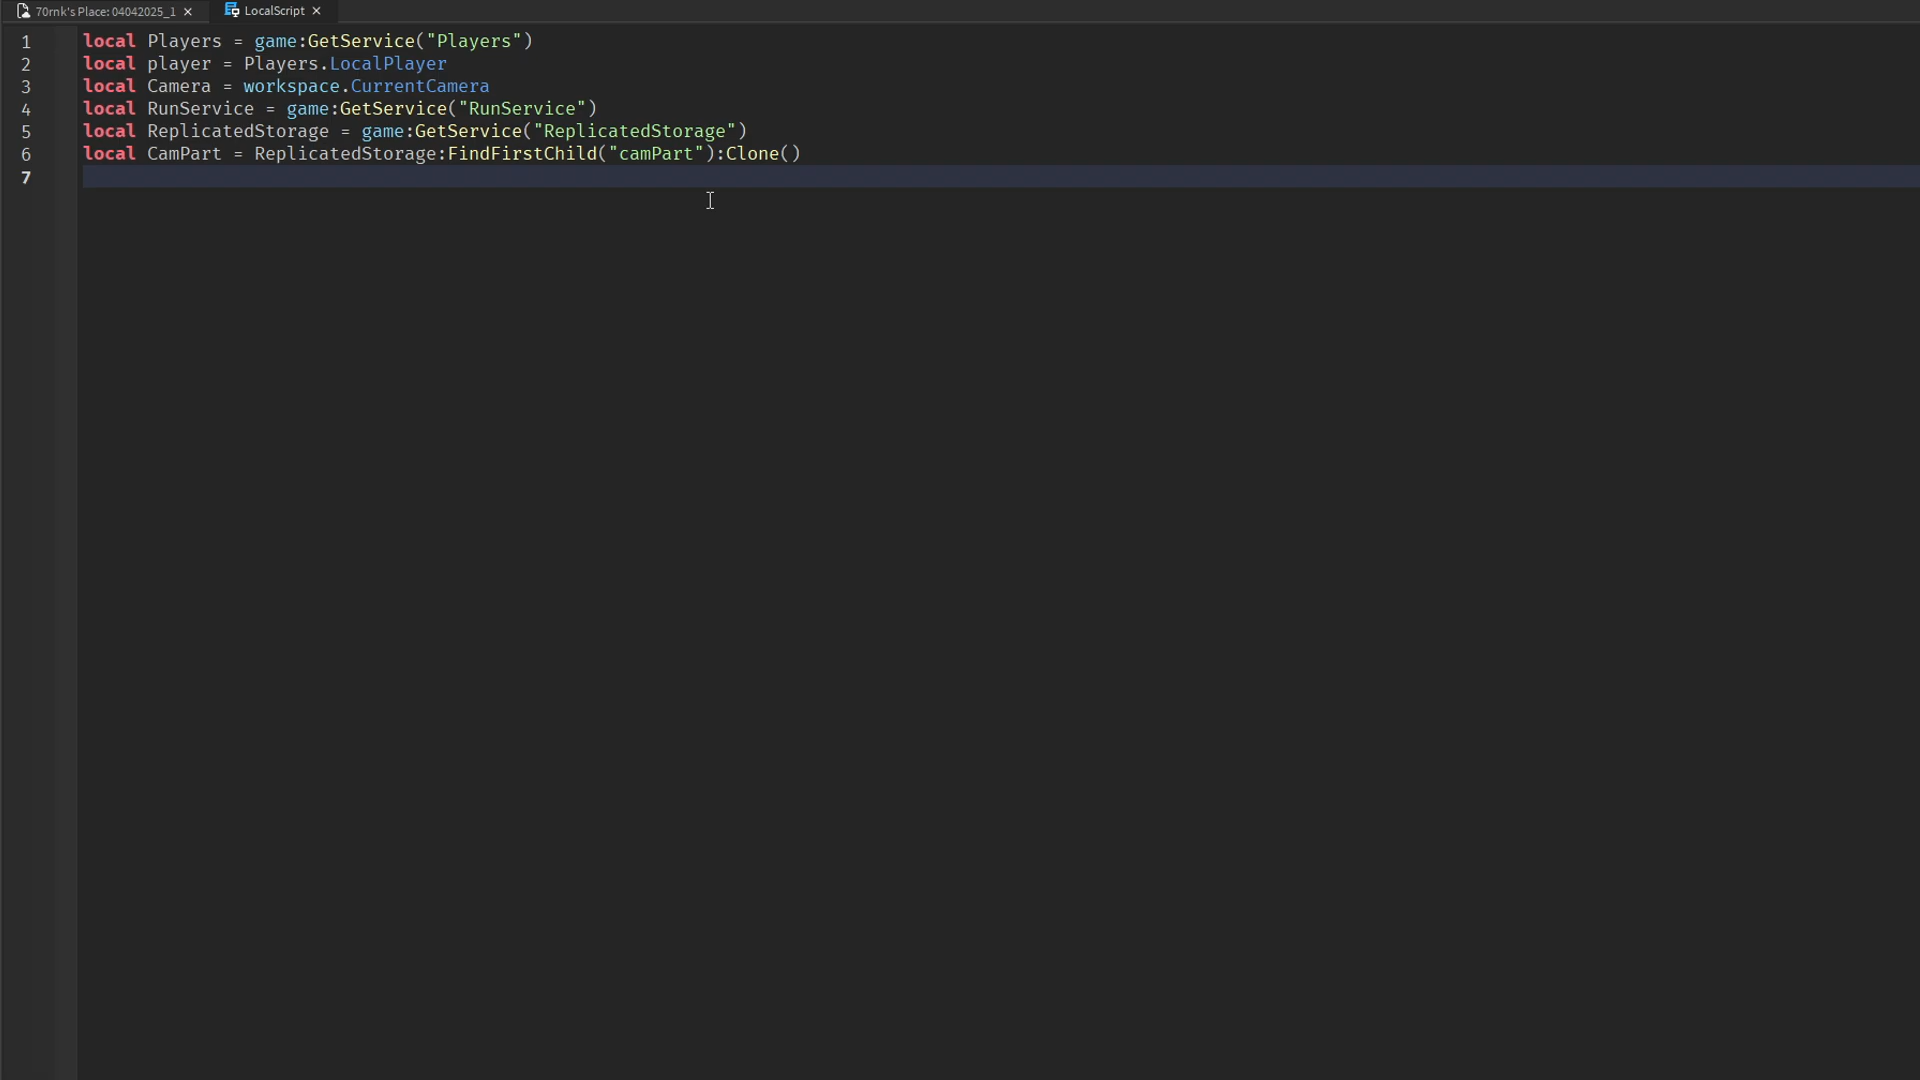 70rnk's Place: 04042025_1 LocalScript
1 local Players = game:GetService("Players")
2 local player = Players.LocalPlayer
3 local Camera = workspace.CurrentCamera
4 local RunService = game:GetService("RunService")
5 local ReplicatedStorage = game:GetService("ReplicatedStorage")
6 local CamPart = ReplicatedStorage:FindFirstChild("camPart"):Clone()
7